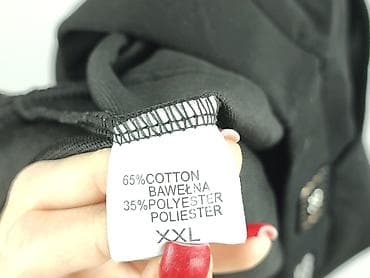 65%COTTON
BAWEŁNA
35%POLYESTER
POLIESTER
XXL